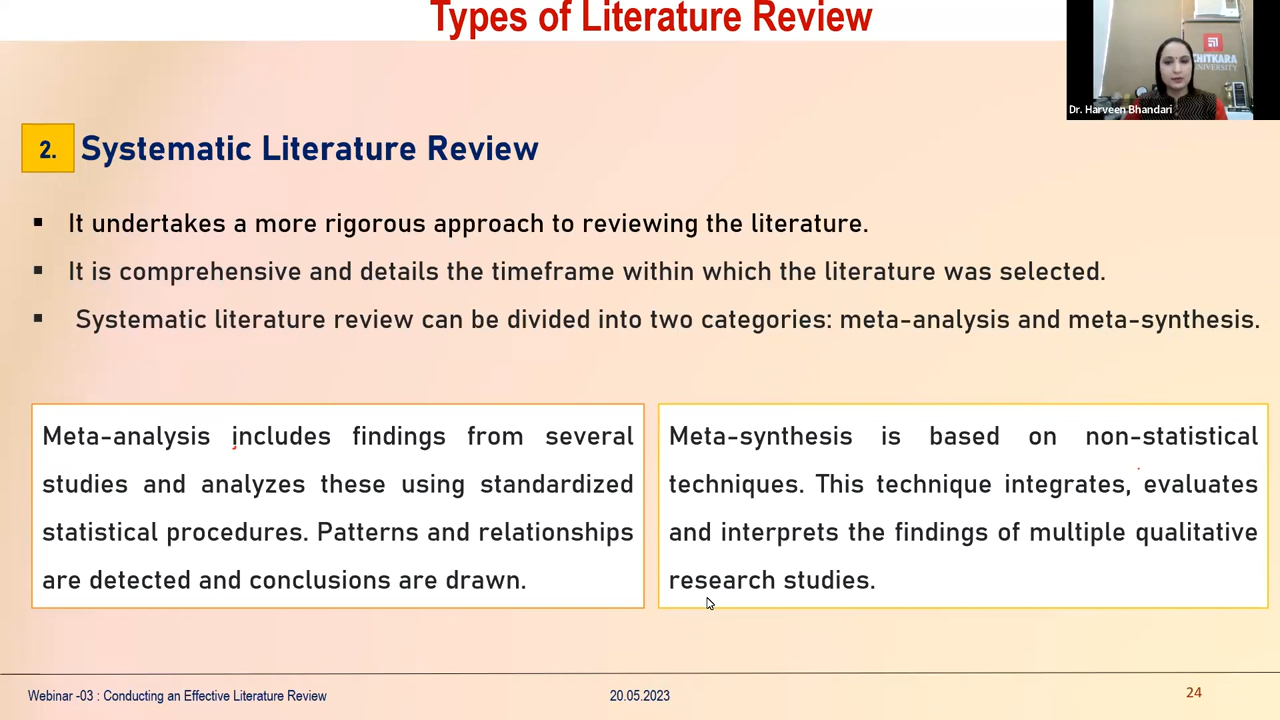 Types of Literature Review
CHITKARA
UNIVERSITY
Dr. Harveen Bhandari
2. Systematic Literature Review
▪ It undertakes a more rigorous approach to reviewing the literature.
▪ It is comprehensive and details the timeframe within which the literature was selected.
▪ Systematic literature review can be divided into two categories: meta-analysis and meta-synthesis.
Meta-analysis includes findings from several
studies and analyzes these using standardized
statistical procedures. Patterns and relationships
are detected and conclusions are drawn.
Meta-synthesis is based on non-statistical
techniques. This technique integrates, evaluates
and interprets the findings of multiple qualitative
research studies.
Webinar -03 : Conducting an Effective Literature Review
20.05.2023
24